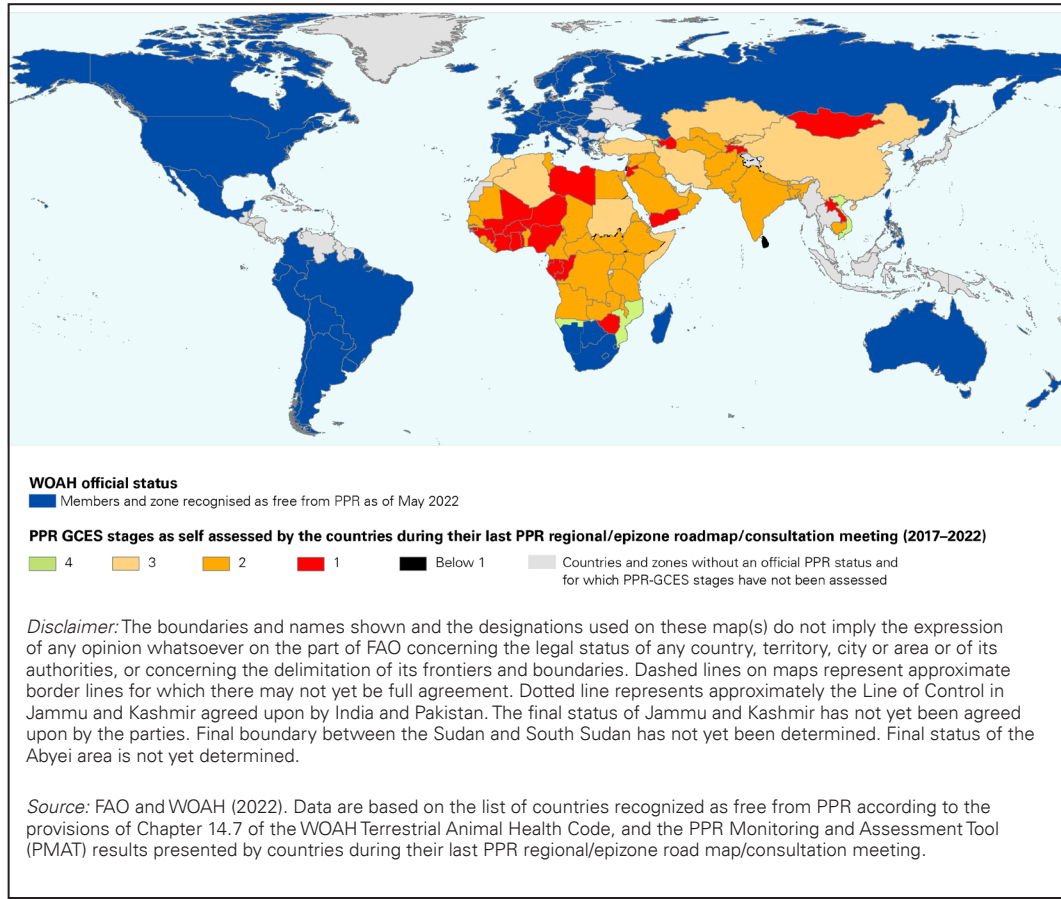 WOAH official status
Members and zone recognised as free from PPR as of May 2022
PPR GCES stages as self assessed by the countries during their last PPR regional/epizone roadmap/consultation meeting (2017–2022)
4 3 2 1 Below 1 Countries and zones without an official PPR status and
for which PPR-GCES stages have not been assessed
Disclaimer: The boundaries and names shown and the designations used on these map(s) do not imply the expression
of any opinion whatsoever on the part of FAO concerning the legal status of any country, territory, city or area or of its
authorities, or concerning the delimitation of its frontiers and boundaries. Dashed lines on maps represent approximate
border lines for which there may not yet be full agreement. Dotted line represents approximately the Line of Control in
Jammu and Kashmir agreed upon by India and Pakistan. The final status of Jammu and Kashmir has not yet been agreed
upon by the parties. Final boundary between the Sudan and South Sudan has not yet been determined. Final status of the
Abyei area is not yet determined.
Source: FAO and WOAH (2022). Data are based on the list of countries recognized as free from PPR according to the
provisions of Chapter 14.7 of the WOAH Terrestrial Animal Health Code, and the PPR Monitoring and Assessment Tool
(PMAT) results presented by countries during their last PPR regional/epizone road map/consultation meeting.